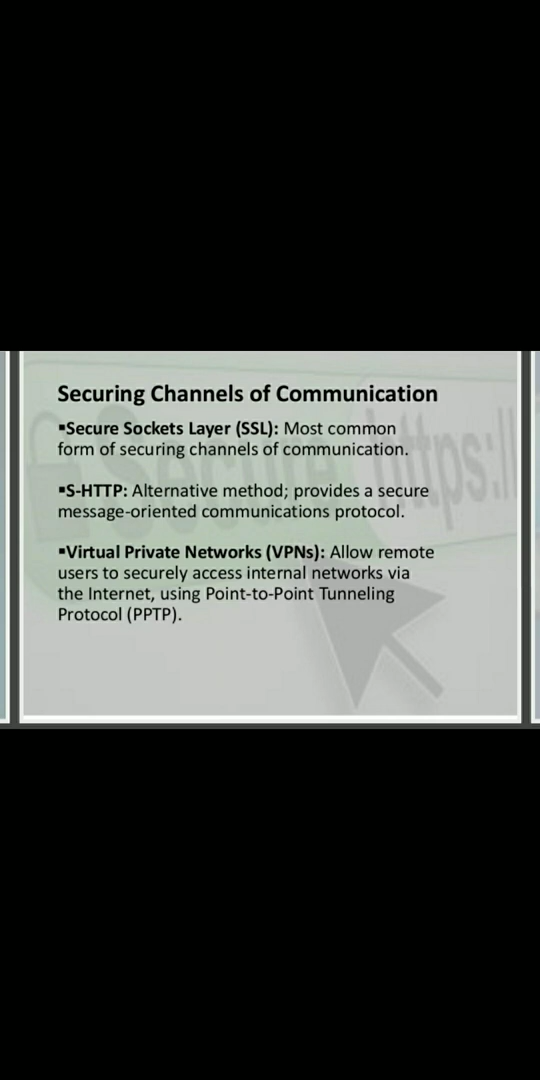 Securing Channels of Communication
▪Secure Sockets Layer (SSL): Most common
form of securing channels of communication.
▪S-HTTP: Alternative method; provides a secure
message-oriented communications protocol.
▪Virtual Private Networks (VPNs): Allow remote
users to securely access internal networks via
the Internet, using Point-to-Point Tunneling
Protocol (PPTP).
Secure https://